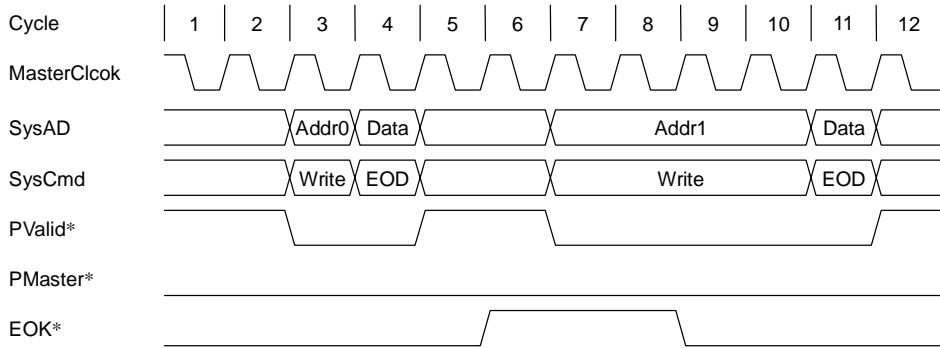 Cycle 1 2 3 4 5 6 7 8 9 10 11 12
MasterClcok
SysAD Addr0 Data Addr1 Data
SysCmd Write EOD Write EOD
PValid*
PMaster*
EOK*